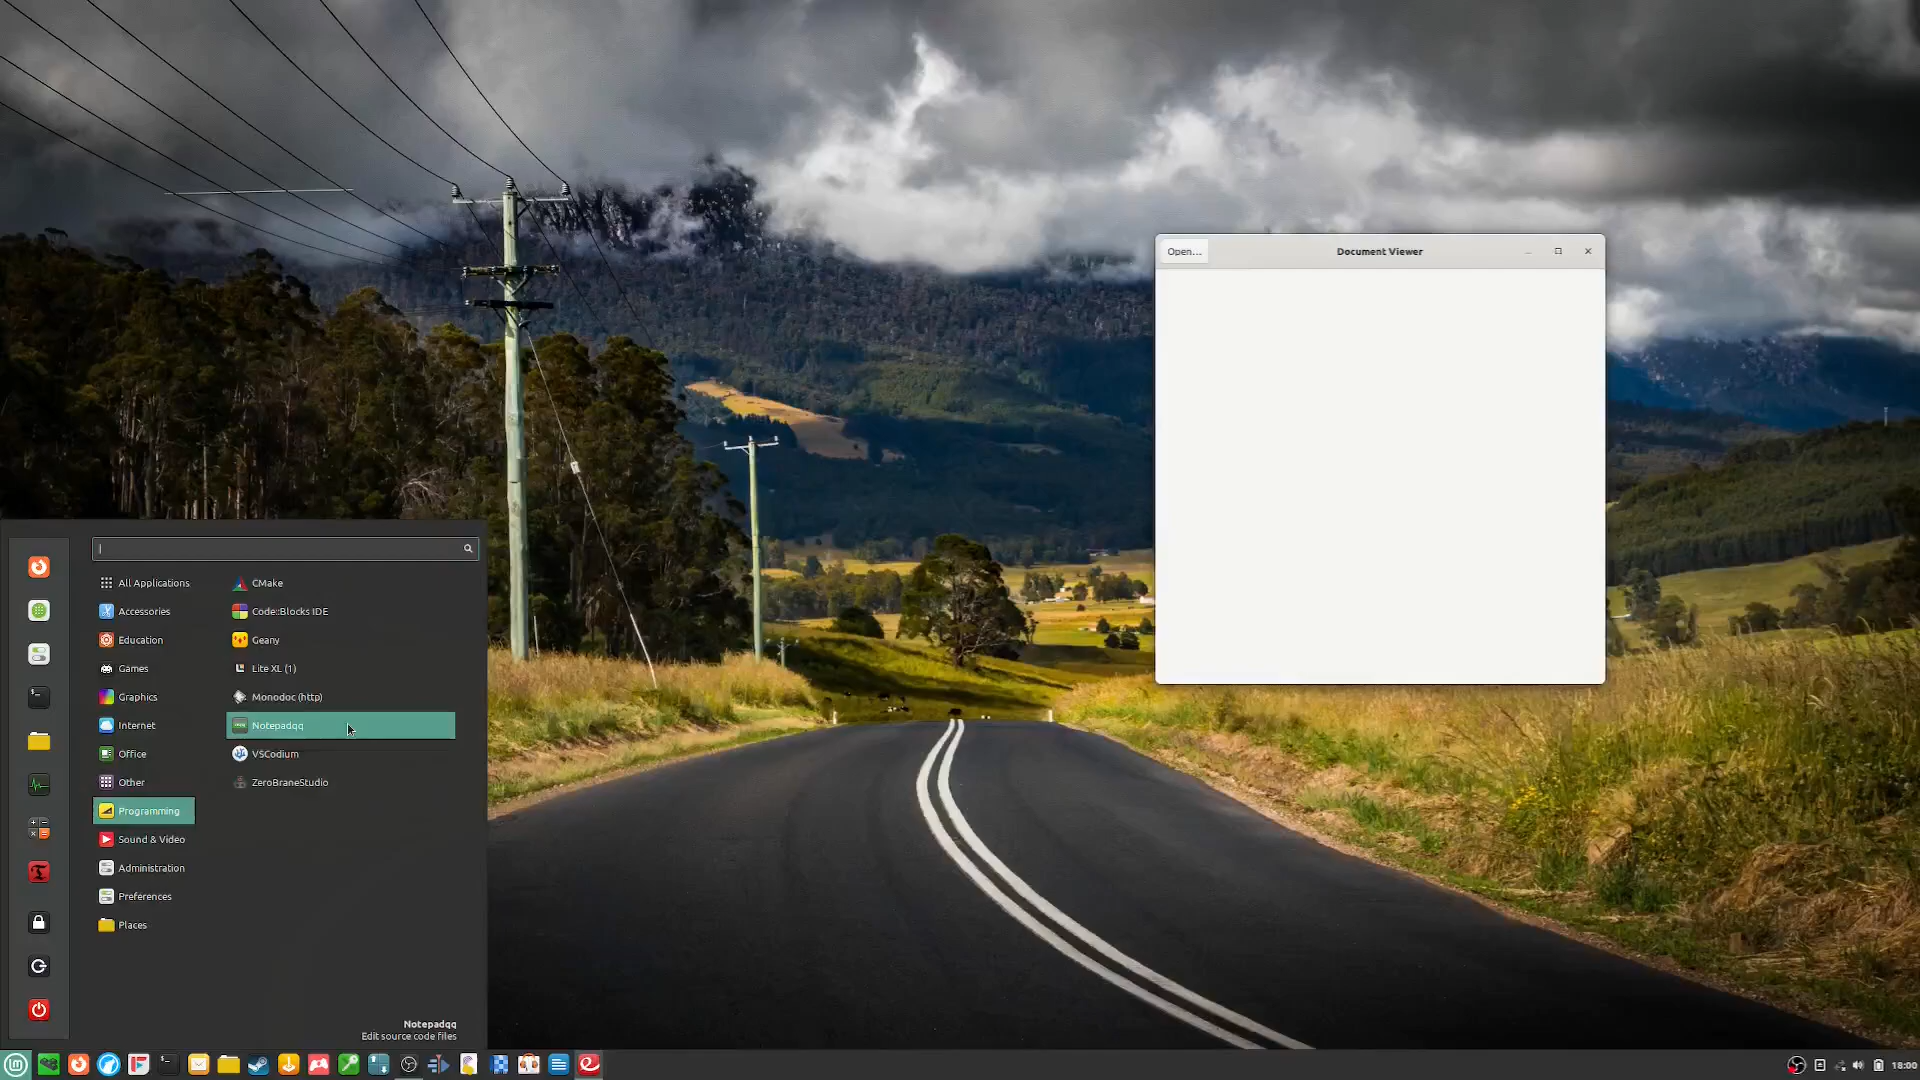 Open...
Document Viewer
All Applications
Accessories
Education
Games
Graphics
Internet
Office
Other
Programming
Sound & Video
Administration
Preferences
Places
CMake
Code::Blocks IDE
Geany
Lite XL (1)
Monodoc (http)
Notepadqq
VSCodium
ZeroBraneStudio
Notepadqq
Edit source code files
18:00